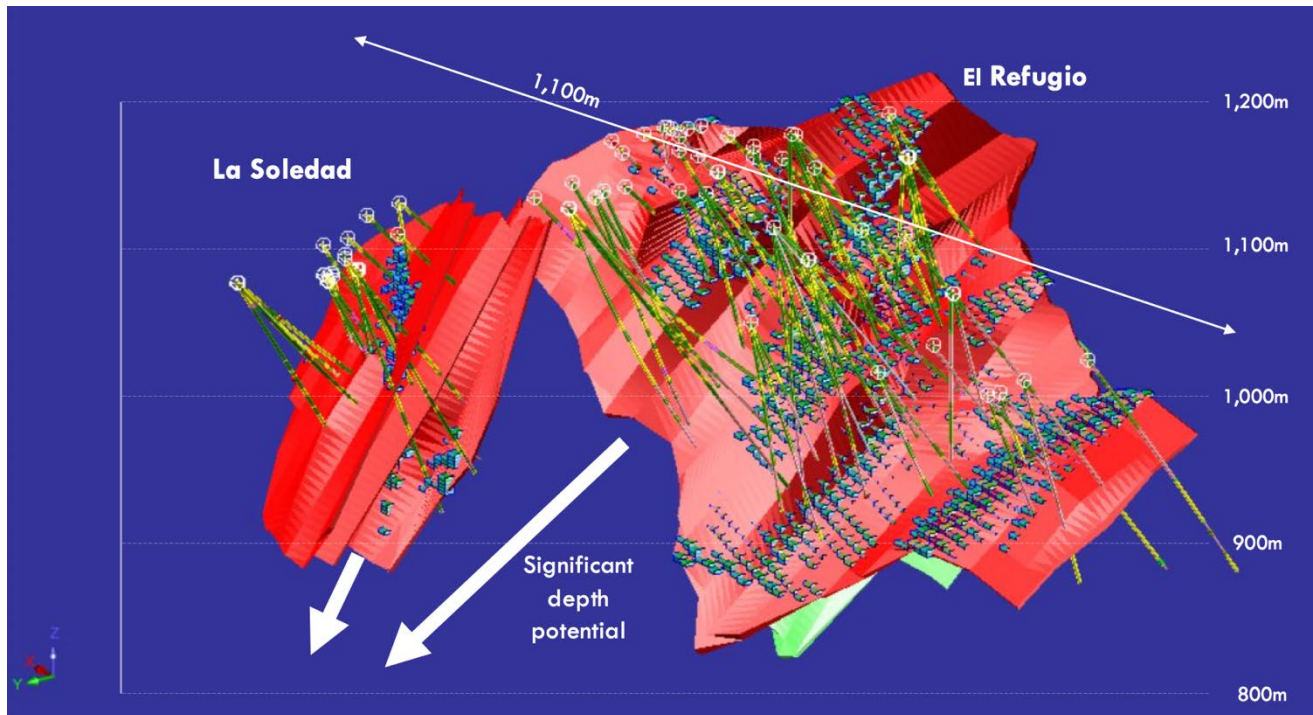 El Refugio
1,100m
1,200m
La Soledad
1,100m
1,000m
900m
Significant
depth
potential
800m
X
Y
Z